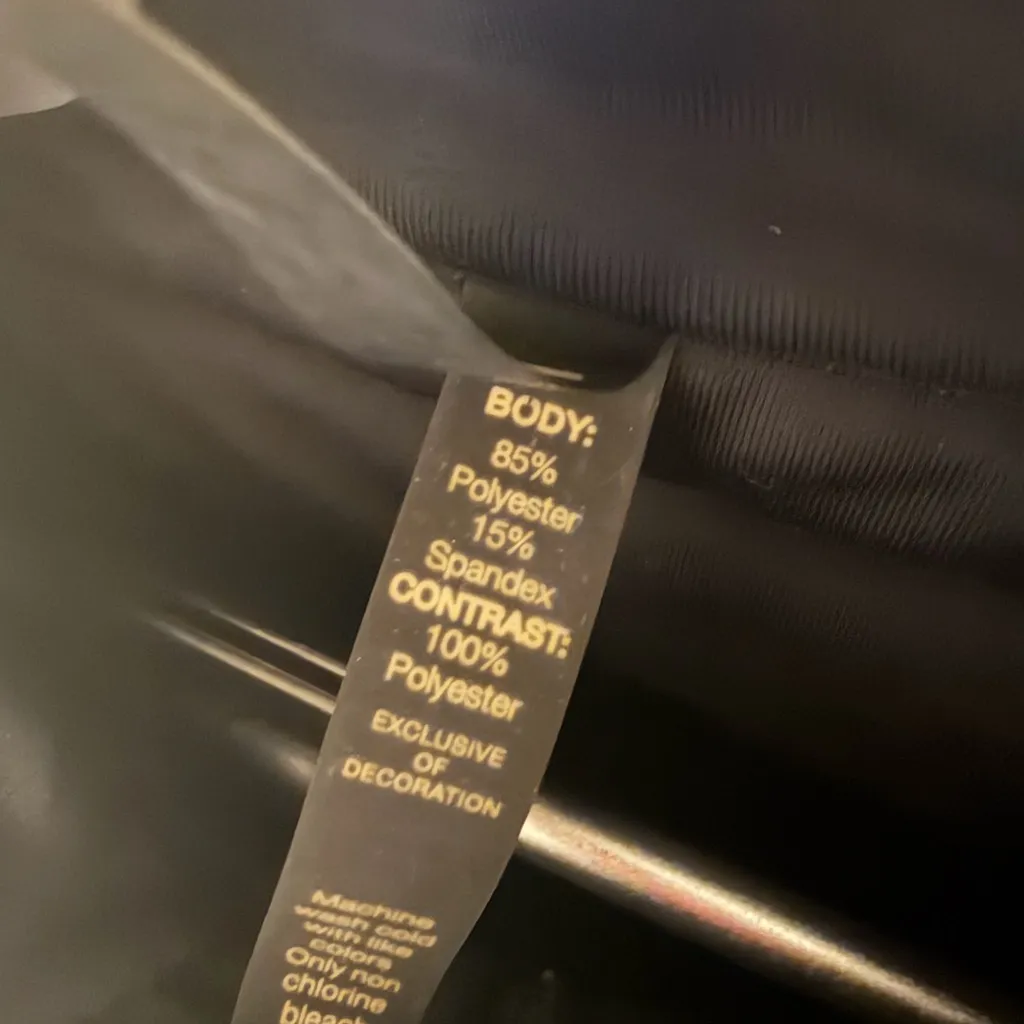 BODY:
85%
Polyester
15%
Spandex
CONTRAST:
100%
Polyester
EXCLUSIVE
OF
DECORATION
Machine
wash cold
with like
colors
Only non
chlorine
bleach